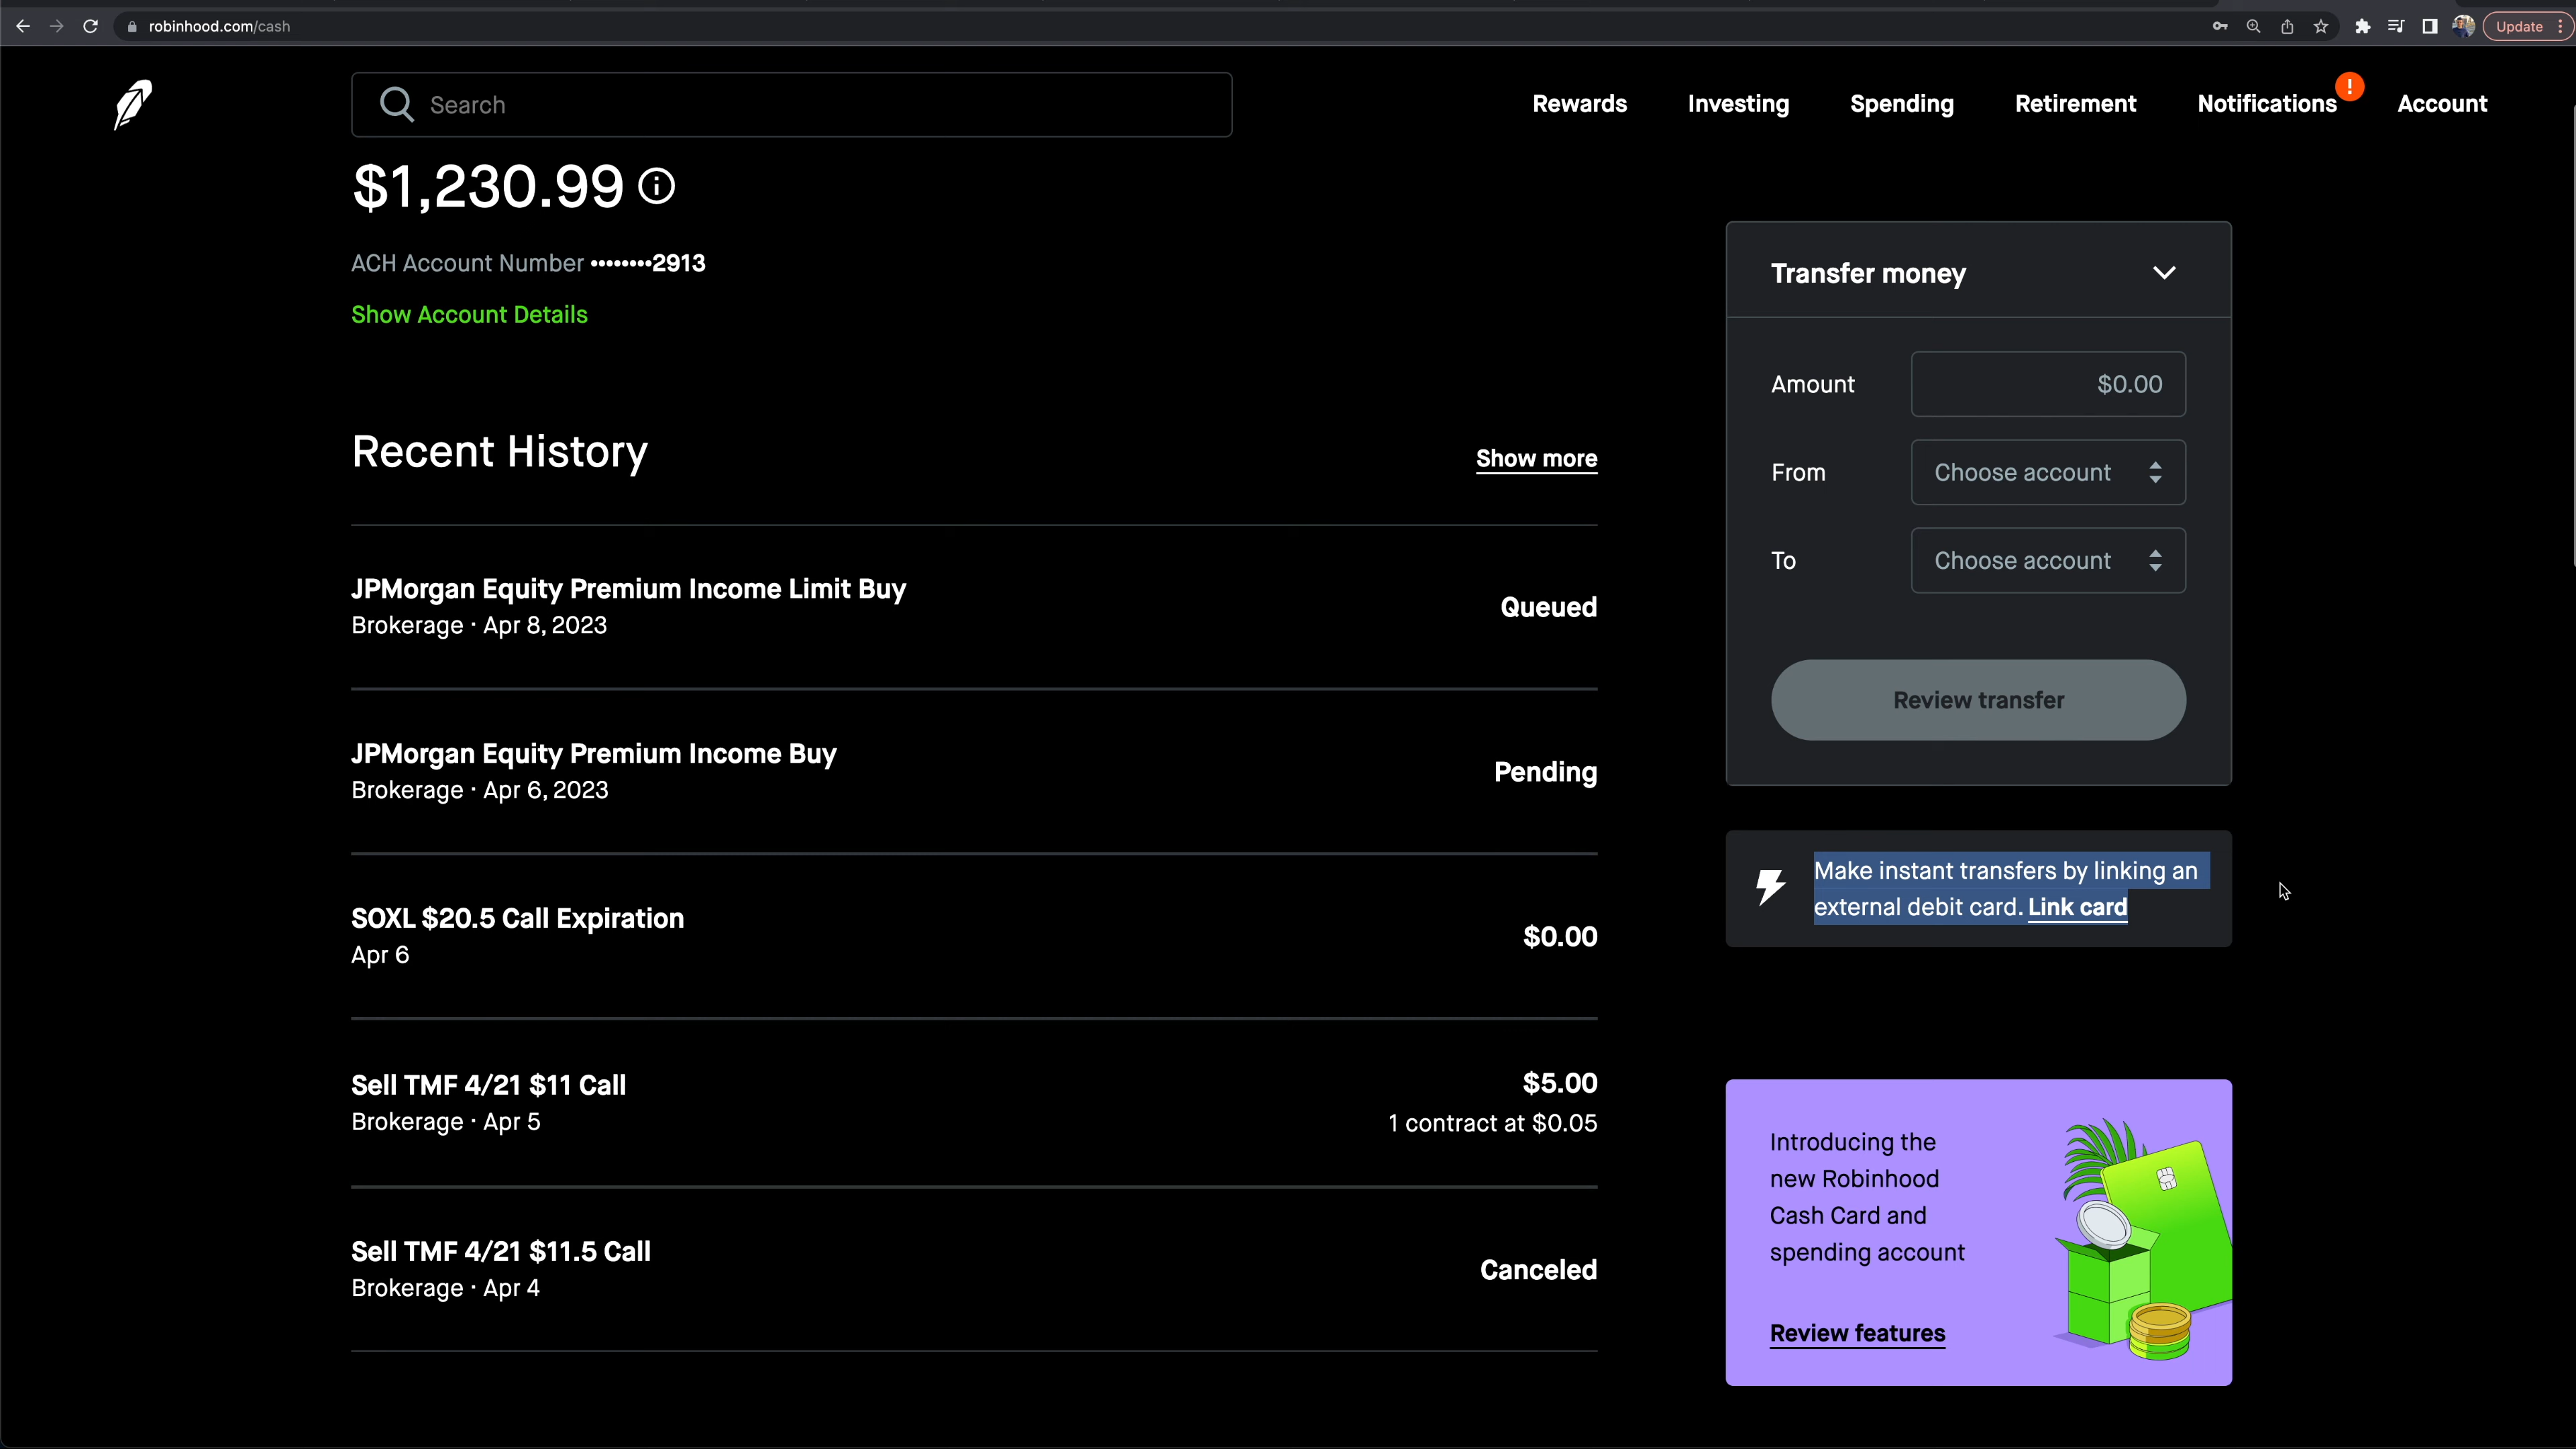 robinhood.com/cash
Update
Search
Rewards
Investing
Spending
Retirement
Notifications
!
Account
$1,230.99
ACH Account Number ••••••••2913
Show Account Details
Recent History
Show more
JPMorgan Equity Premium Income Limit Buy
Brokerage · Apr 8, 2023
Queued
JPMorgan Equity Premium Income Buy
Brokerage · Apr 6, 2023
Pending
SOXL $20.5 Call Expiration
Apr 6
$0.00
Sell TMF 4/21 $11 Call
Brokerage · Apr 5
$5.00
1 contract at $0.05
Sell TMF 4/21 $11.5 Call
Brokerage · Apr 4
Canceled
Transfer money
Amount
$0.00
From
Choose account
To
Choose account
Review transfer
Make instant transfers by linking an
external debit card. Link card
Introducing the
new Robinhood
Cash Card and
spending account
Review features